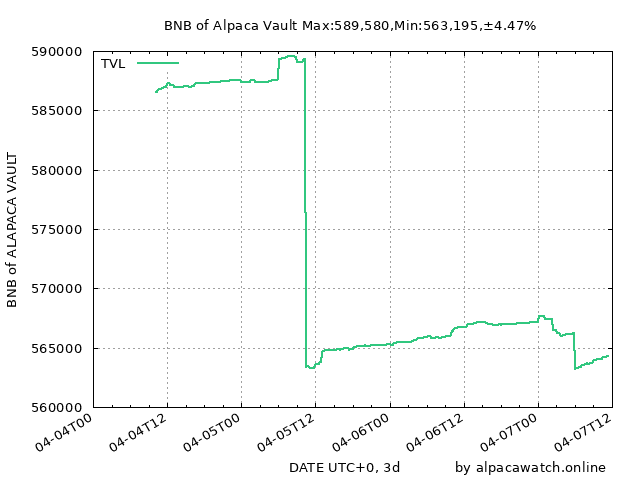 BNB of Alpaca Vault Max:589,580,Min:563,195,±4.47%
TVL
BNB of ALAPACA VAULT
590000
585000
580000
575000
570000
565000
560000
04-04T00
04-04T12
04-05T00
04-05T12
04-06T00
04-06T12
04-07T00
04-07T12
DATE UTC+0, 3d
by alpacawatch.online